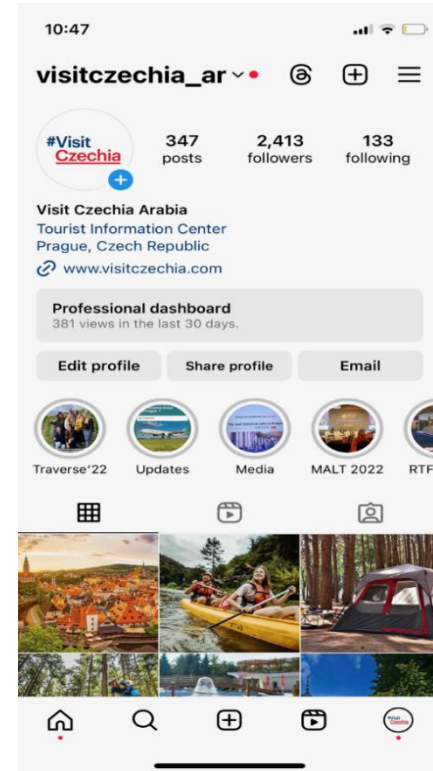 10:47
visitczechia_ar
#Visit
Czechia
347 2,413 133
posts followers following
Visit Czechia Arabia
Tourist Information Center
Prague, Czech Republic
www.visitczechia.com
Professional dashboard
381 views in the last 30 days.
Edit profile Share profile Email
Traverse'22 Updates Media MALT 2022 RTF